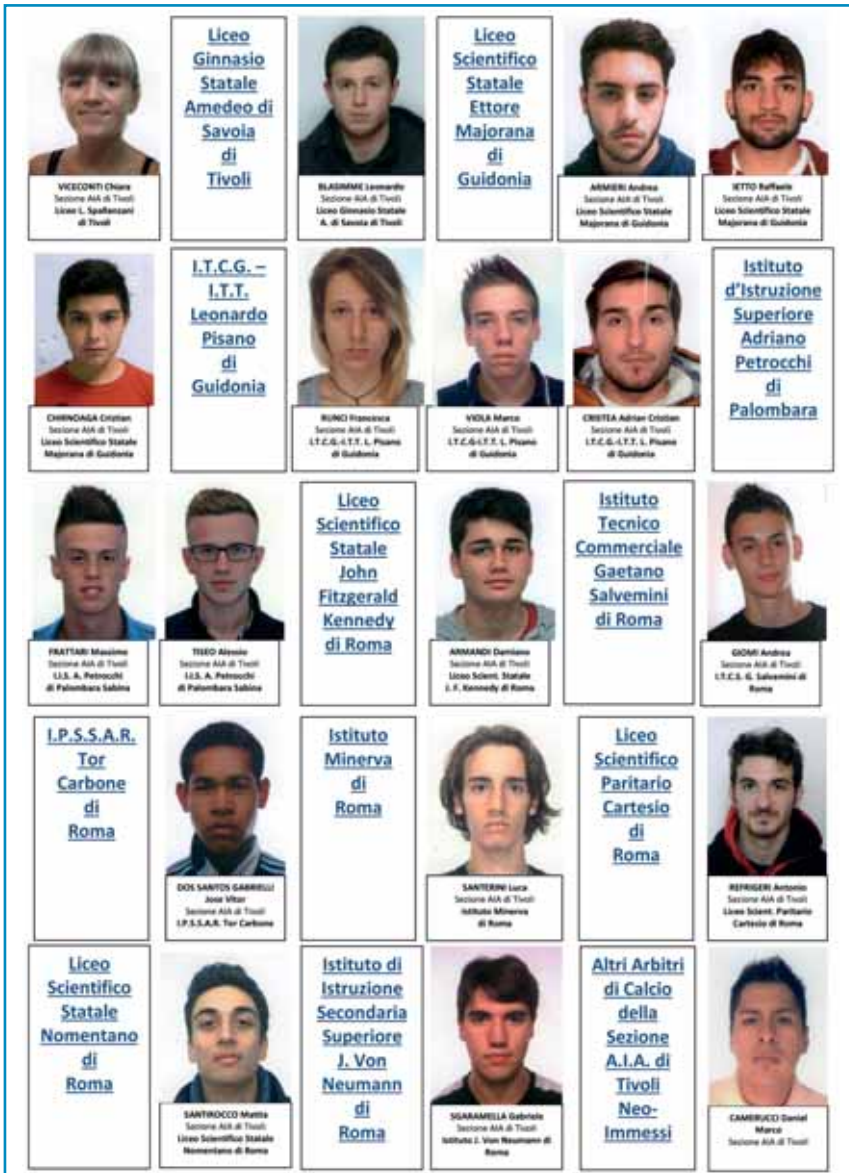 VICECONTI Chiara
Sezione AIA di Tivoli
Liceo L. Spallanzani
di Tivoli
Liceo
Ginnasio
Statale
Amedeo di
Savoia
di
Tivoli
BLASIMME Leonardo
Sezione AIA di Tivoli
Liceo Ginnasio Statale
A. di Savoia di Tivoli
Liceo
Scientifico
Statale
Ettore
Majorana
di
Guidonia
ARMIERI Andrea
Sezione AIA di Tivoli
Liceo Scientifico Statale
Majorana di Guidonia
IETTO Raffaele
Sezione AIA di Tivoli
Liceo Scientifico Statale
Majorana di Guidonia
CHIRNOAGA Cristian
Sezione AIA di Tivoli
Liceo Scientifico Statale
Majorana di Guidonia
I.T.C.G. –
I.T.T.
Leonardo
Pisano
di
Guidonia
RUNCI Francesca
Sezione AIA di Tivoli
I.T.C.G.-I.T.T. L. Pisano
di Guidonia
VIOLA Marco
Sezione AIA di Tivoli
I.T.C.G-I.T.T. L. Pisano
di Guidonia
CRISTEA Adrian Cristian
Sezione AIA di Tivoli
I.T.C.G.-I.T.T. L. Pisano
di Guidonia
Istituto
d'Istruzione
Superiore
Adriano
Petrocchi
di
Palombara
FRATTARI Massimo
Sezione AIA di Tivoli
I.I.S. A. Petrocchi
di Palombara Sabina
TISEO Alessio
Sezione AIA di Tivoli
I.I.S. A. Petrocchi
di Palombara Sabina
Liceo
Scientifico
Statale
John
Fitzgerald
Kennedy
di Roma
ARMANDI Damiano
Sezione AIA di Tivoli
Liceo Scient. Statale
J. F. Kennedy di Roma
Istituto
Tecnico
Commerciale
Gaetano
Salvemini
di Roma
GIOMI Andrea
Sezione AIA di Tivoli
I.T.C.S. G. Salvemini di
Roma
I.P.S.S.A.R.
Tor
Carbone
di
Roma
DOS SANTOS GABRIELLI
Jose Vitor
Sezione AIA di Tivoli
I.P.S.S.A.R. Tor Carbone
Istituto
Minerva
di
Roma
SANTERINI Luca
Sezione AIA di Tivoli
Istituto Minerva
di Roma
Liceo
Scientifico
Paritario
Cartesio
di
Roma
REFRIGERI Antonio
Sezione AIA di Tivoli
Liceo Scient. Paritario
Cartesio di Roma
Liceo
Scientifico
Statale
Nomentano
di
Roma
SANTIROCCO Mattia
Sezione AIA di Tivoli
Liceo Scientifico Statale
Nomentano di Roma
Istituto di
Istruzione
Secondaria
Superiore
J. Von
Neumann
di
Roma
SGARAMELLA Gabriele
Sezione AIA di Tivoli
Istituto J. Von Neumann di
Roma
Altri Arbitri
di Calcio
della
Sezione
A.I.A. di
Tivoli
Neo-
Immessi
CAMERUCCI Daniel
Marco
Sezione AIA di Tivoli